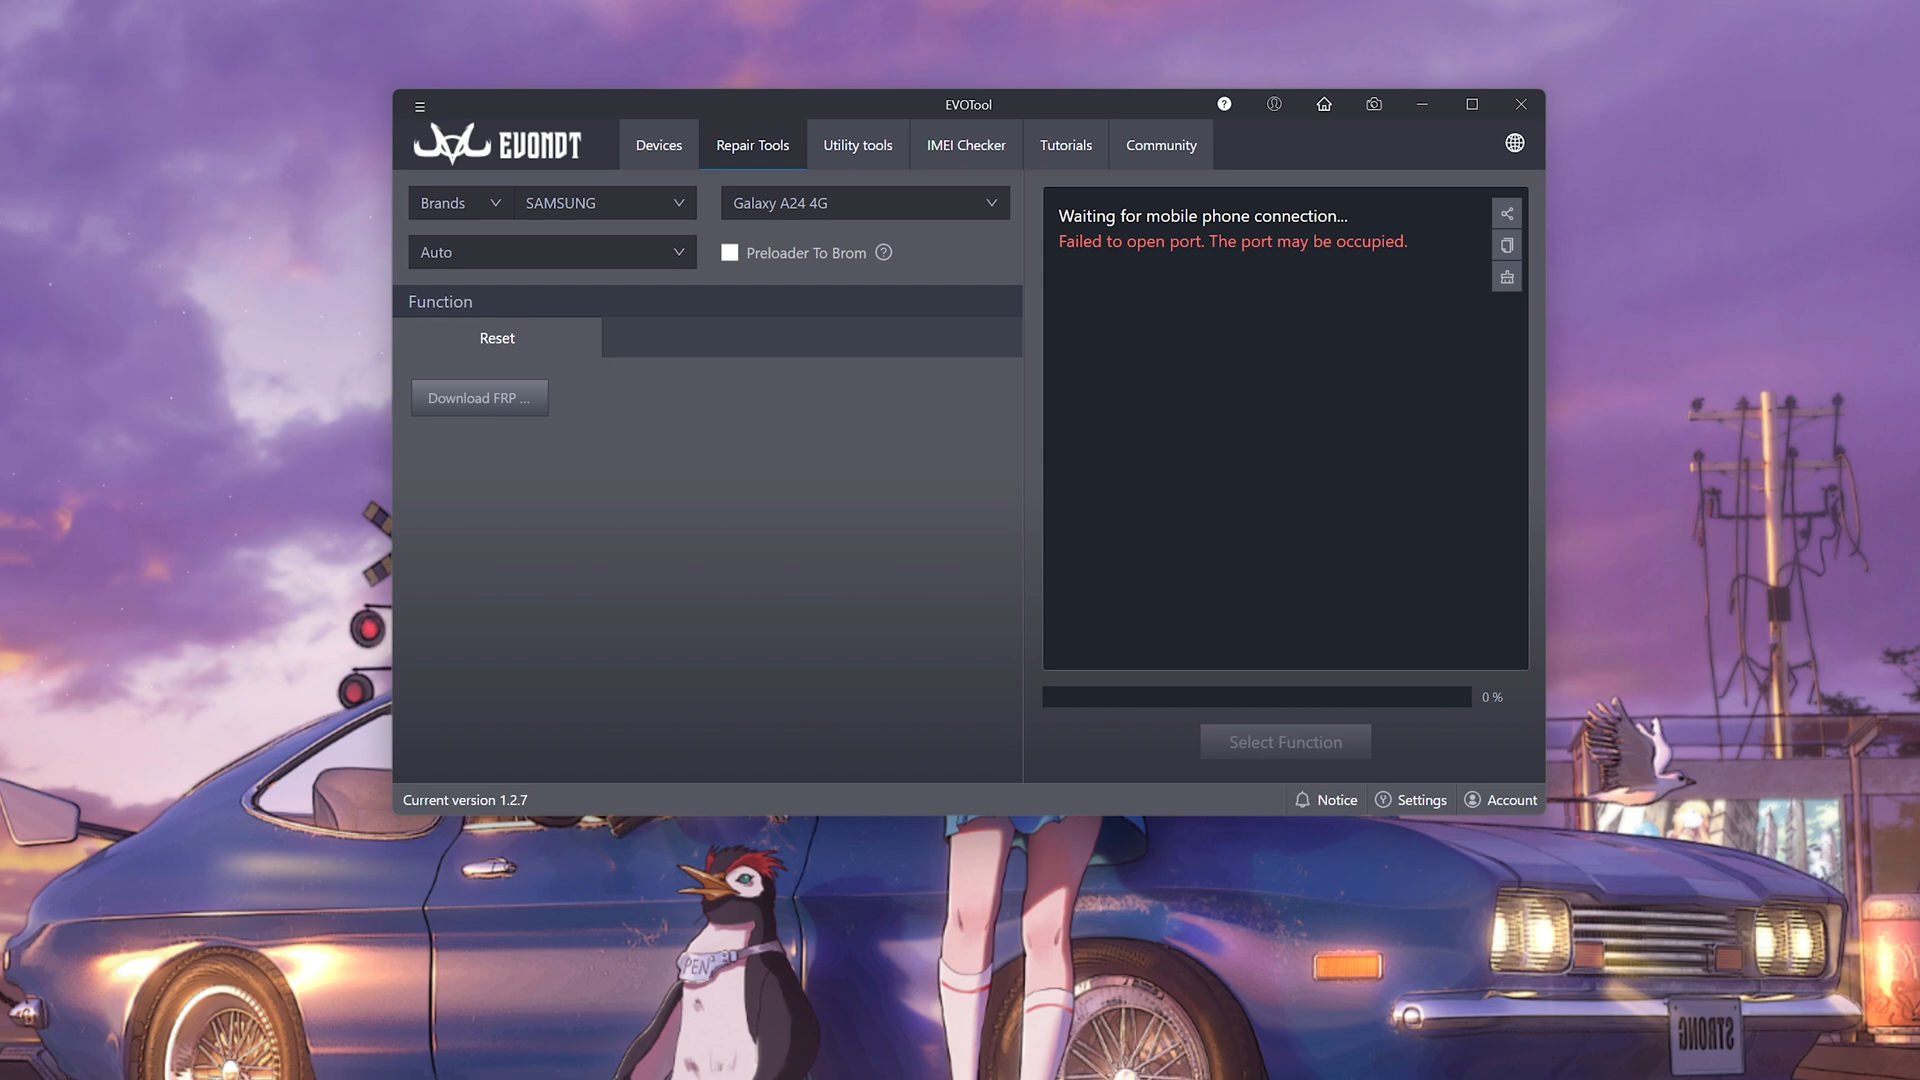 EVOTool
EVONDT
Devices
Repair Tools
Utility tools
IMEI Checker
Tutorials
Community
Brands
SAMSUNG
Galaxy A24 4G
Auto
Preloader To Brom
Function
Reset
Download FRP ...
Waiting for mobile phone connection...
Failed to open port. The port may be occupied.
0 %
Select Function
Current version 1.2.7
Notice
Settings
Account
PEN²
STRONG